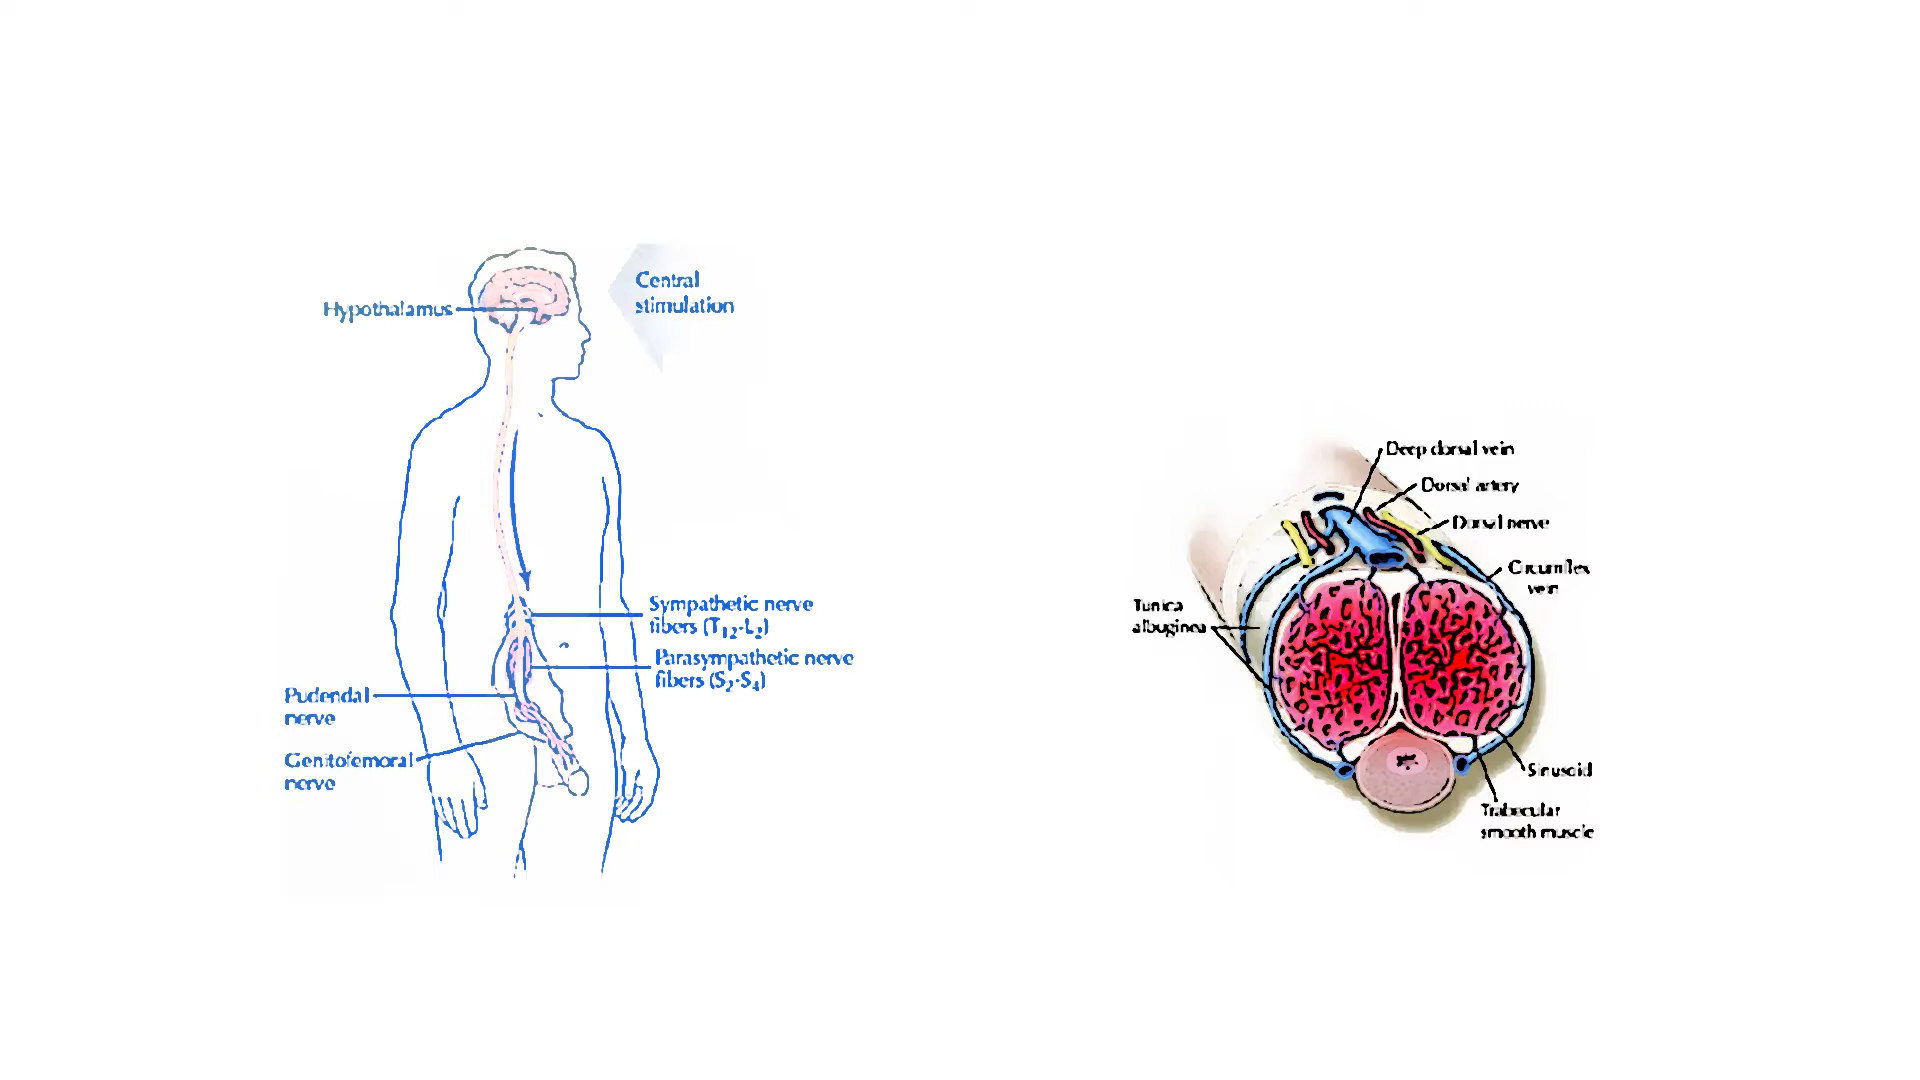 Central
stimulation
Hypothalamus
Sympathetic nerve
fibers (T12-L2)
Parasympathetic nerve
fibers (S2-S4)
Pudendal
nerve
Genitofemoral
nerve
Deep dorsal vein
Dorsal artery
Dorsal nerve
Circumflex
vein
Tunica
albuginea
Sinusoid
Trabecular
smooth muscle